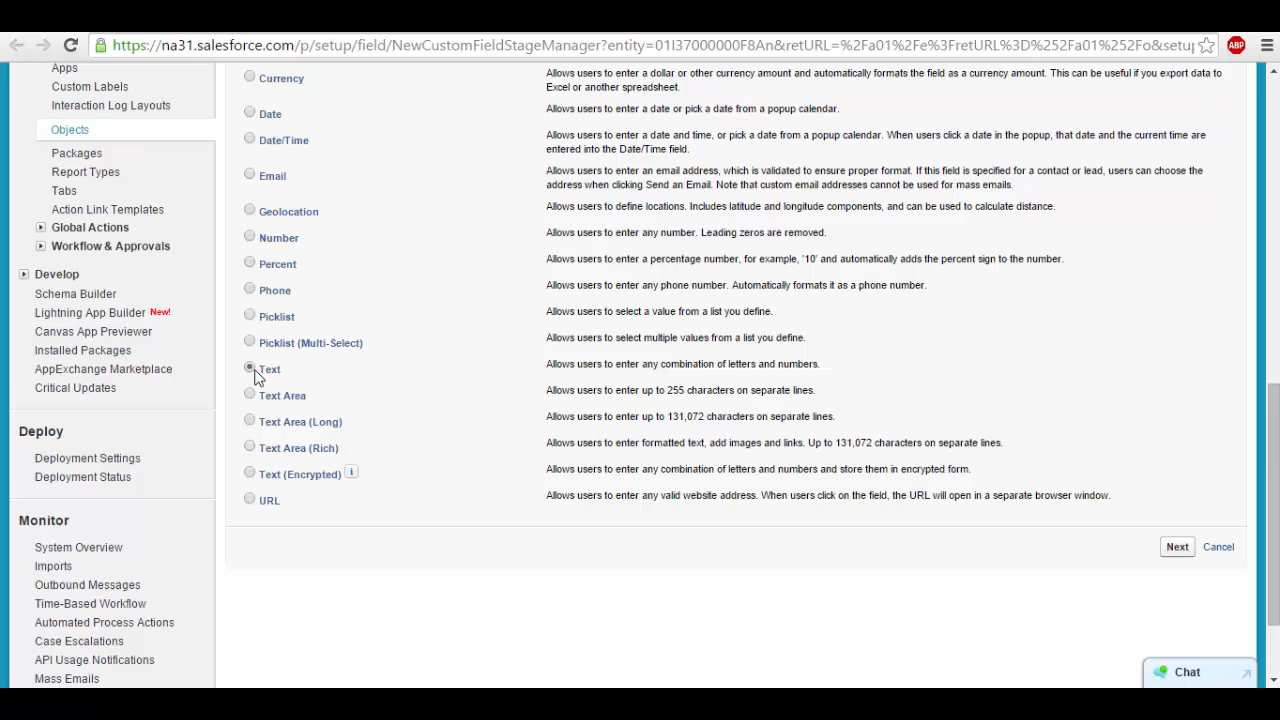 https://na31.salesforce.com/p/setup/field/NewCustomFieldStageManager?entity=01I37000000F8An&retURL=%2Fa01%2Fe%3FretURL%3D%252Fa01%252Fo&setup
ABP
Apps
Custom Labels
Interaction Log Layouts
Objects
Packages
Report Types
Tabs
Action Link Templates
Global Actions
Workflow & Approvals
Develop
Schema Builder
Lightning App Builder New!
Canvas App Previewer
Installed Packages
AppExchange Marketplace
Critical Updates
Deploy
Deployment Settings
Deployment Status
Monitor
System Overview
Imports
Outbound Messages
Time-Based Workflow
Automated Process Actions
Case Escalations
API Usage Notifications
Mass Emails
Currency
Allows users to enter a dollar or other currency amount and automatically formats the field as a currency amount. This can be useful if you export data to
Excel or another spreadsheet.
Date
Allows users to enter a date or pick a date from a popup calendar.
Date/Time
Allows users to enter a date and time, or pick a date from a popup calendar. When users click a date in the popup, that date and the current time are
entered into the Date/Time field.
Email
Allows users to enter an email address, which is validated to ensure proper format. If this field is specified for a contact or lead, users can choose the
address when clicking Send an Email. Note that custom email addresses cannot be used for mass emails.
Geolocation
Allows users to define locations. Includes latitude and longitude components, and can be used to calculate distance.
Number
Allows users to enter any number. Leading zeros are removed.
Percent
Allows users to enter a percentage number, for example, '10' and automatically adds the percent sign to the number.
Phone
Allows users to enter any phone number. Automatically formats it as a phone number.
Picklist
Allows users to select a value from a list you define.
Picklist (Multi-Select)
Allows users to select multiple values from a list you define.
Text
Allows users to enter any combination of letters and numbers.
Text Area
Allows users to enter up to 255 characters on separate lines.
Text Area (Long)
Allows users to enter up to 131,072 characters on separate lines.
Text Area (Rich)
Allows users to enter formatted text, add images and links. Up to 131,072 characters on separate lines.
Text (Encrypted) i
Allows users to enter any combination of letters and numbers and store them in encrypted form.
URL
Allows users to enter any valid website address. When users click on the field, the URL will open in a separate browser window.
Next Cancel
Chat